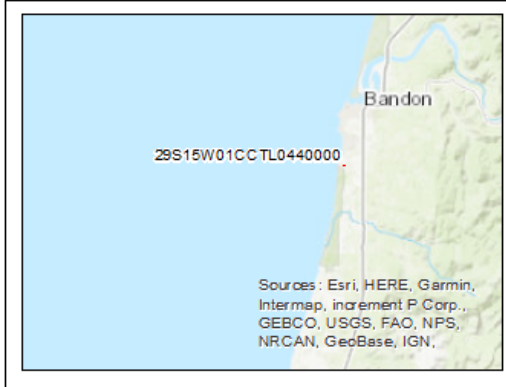 Bandon
29S15W01CCTL0440000
Sources: Esri, HERE, Garmin,
Intermap, increment P Corp.,
GEBCO, USGS, FAO, NPS,
NRCAN, GeoBase, IGN,